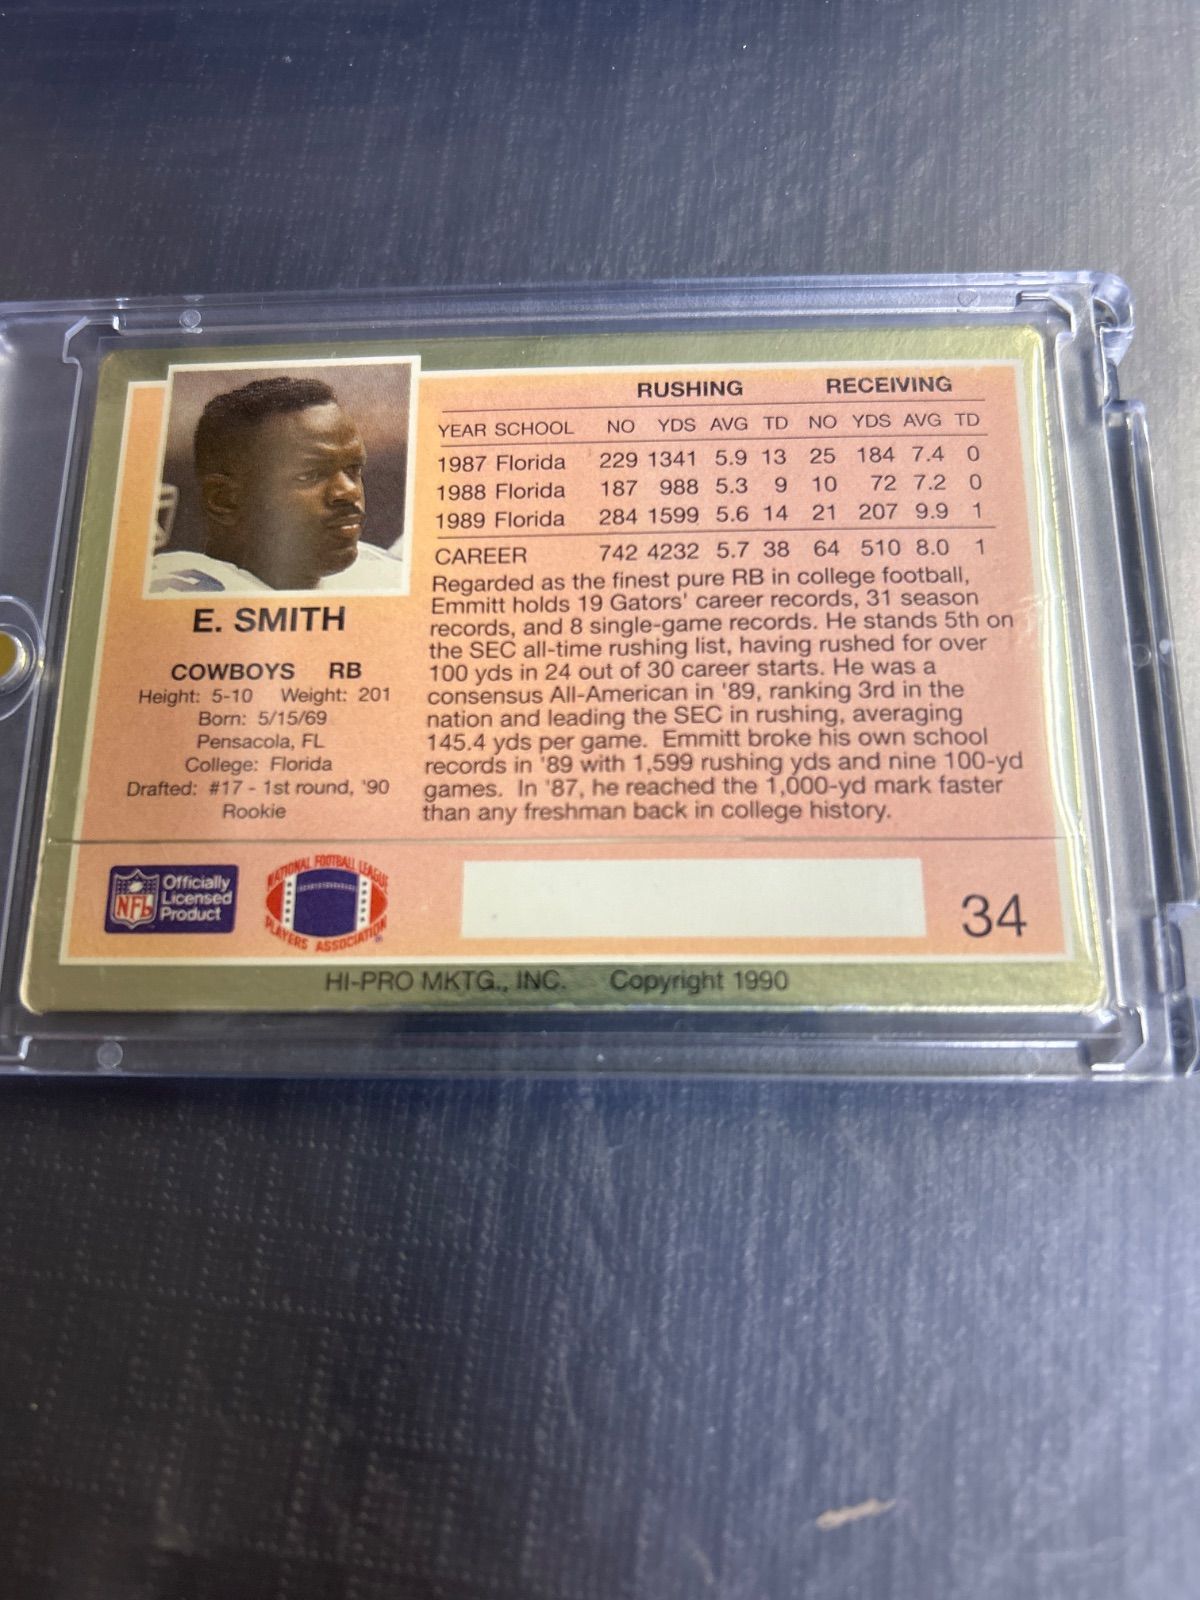 RUSHING RECEIVING
YEAR SCHOOL NO YDS AVG TD NO YDS AVG TD
1987 Florida 229 1341 5.9 13 25 184 7.4 0
1988 Florida 187 988 5.3 9 10 72 7.2 0
1989 Florida 284 1599 5.6 14 21 207 9.9 1
CAREER 742 4232 5.7 38 64 510 8.0 1
Regarded as the finest pure RB in college football,
Emmitt holds 19 Gators' career records, 31 season
records, and 8 single-game records. He stands 5th on
the SEC all-time rushing list, having rushed for over
100 yds in 24 out of 30 career starts. He was a
consensus All-American in '89, ranking 3rd in the
nation and leading the SEC in rushing, averaging
145.4 yds per game. Emmitt broke his own school
records in '89 with 1,599 rushing yds and nine 100-yd
games. In '87, he reached the 1,000-yd mark faster
than any freshman back in college history.
E. SMITH
COWBOYS RB
Height: 5-10 Weight: 201
Born: 5/15/69
Pensacola, FL
College: Florida
Drafted: #17 - 1st round, '90
Rookie
NFL
Officially
Licensed
Product
NATIONAL FOOTBALL LEAGUE
PLAYERS ASSOCIATION
34
HI-PRO MKTG., INC. Copyright 1990